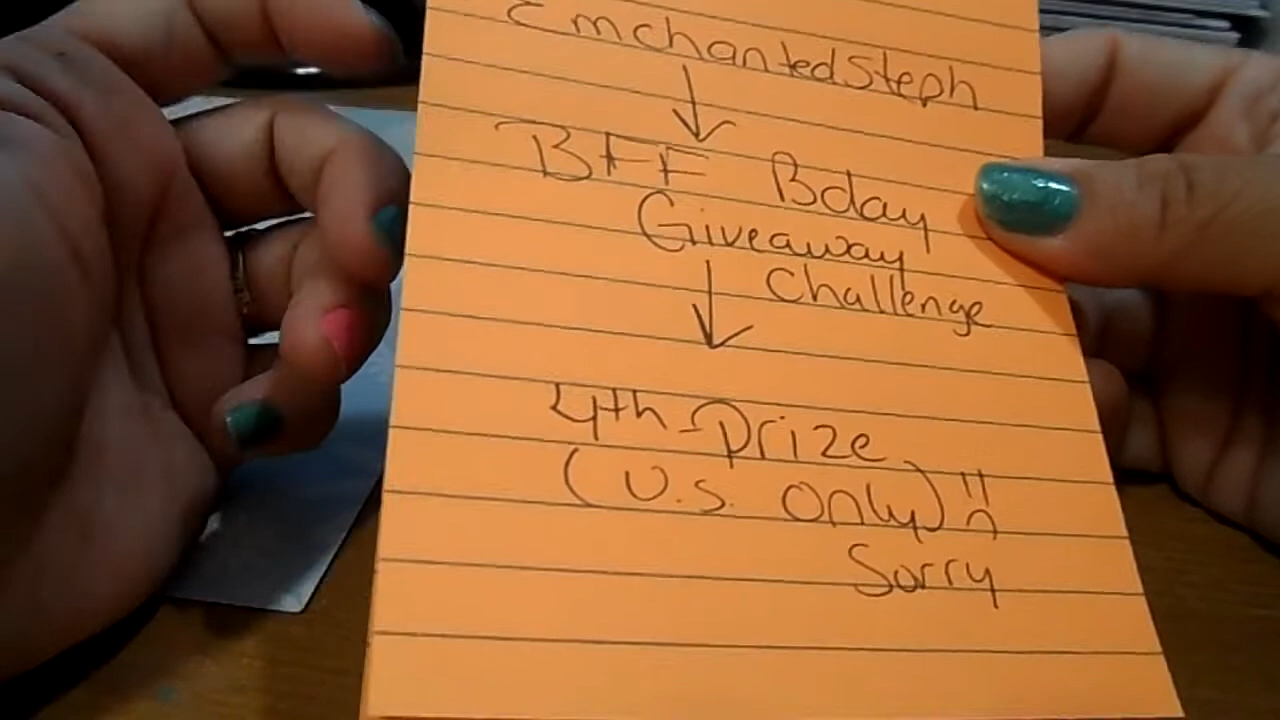 EmchantedSteph
↓
BFF Bday
Giveaway
Challenge
↓
4th prize
(U.S. only) :(
Sorry